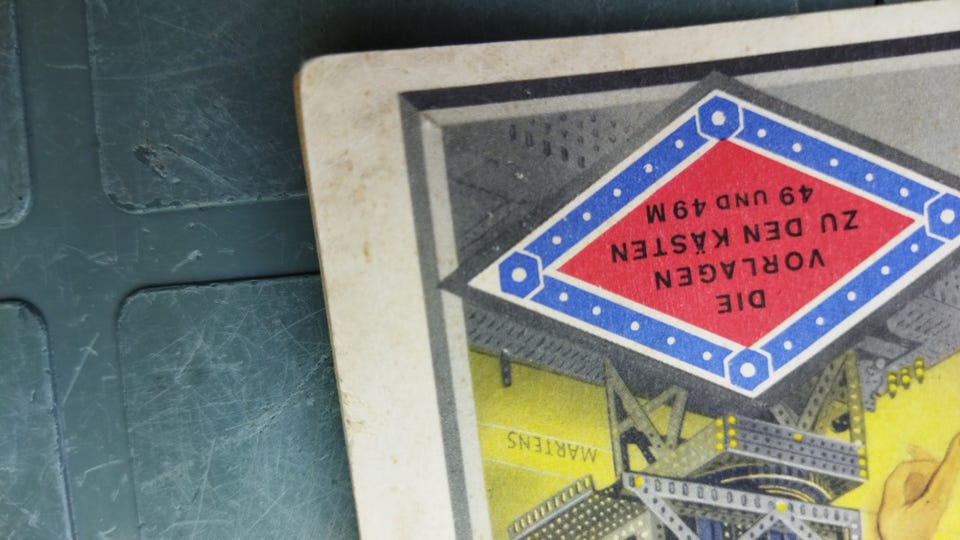 DIE
VORLAGEN
ZU DEN KÄSTEN
49 UND 49M
MARTENS